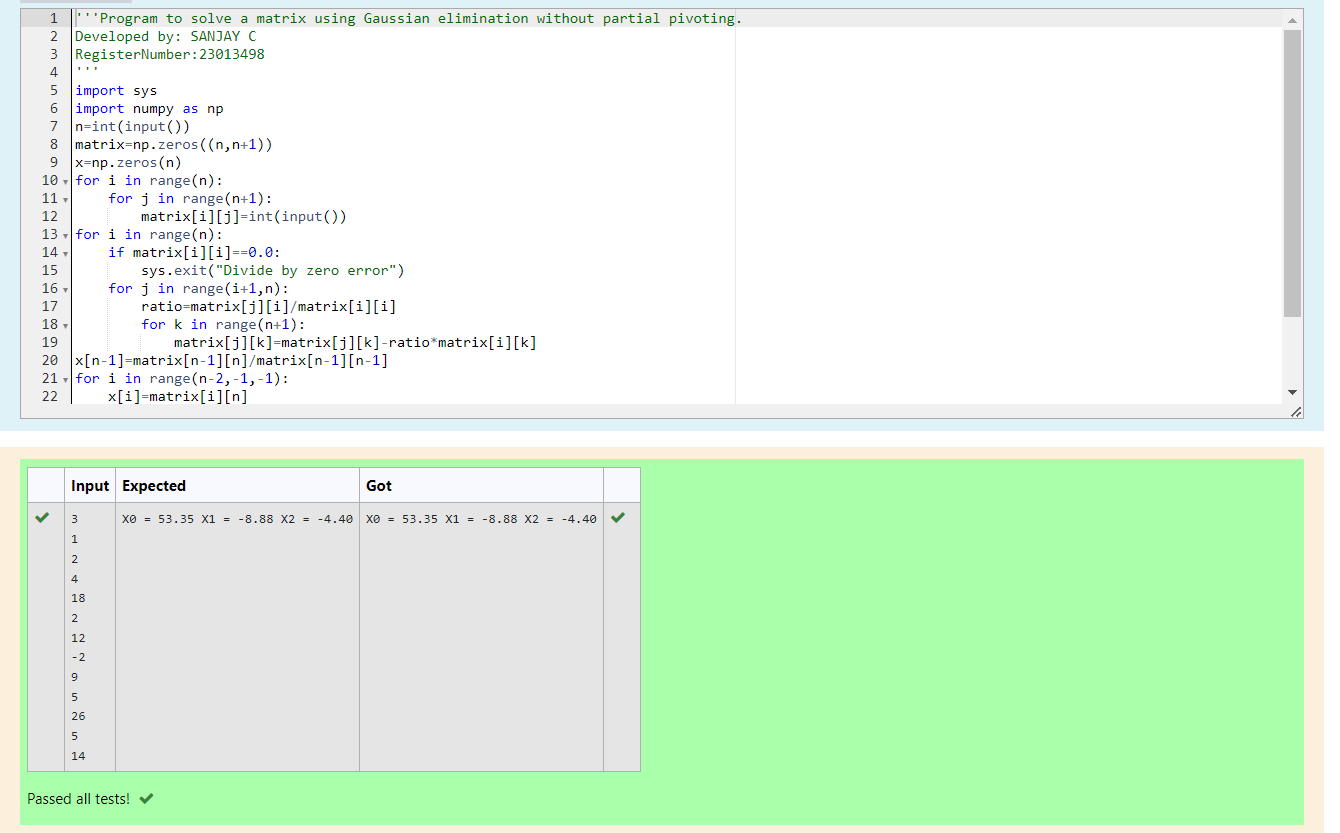 1 '''Program to solve a matrix using Gaussian elimination without partial pivoting.
2 Developed by: SANJAY C
3 RegisterNumber:23013498
4 '''
5 import sys
6 import numpy as np
7 n=int(input())
8 matrix=np.zeros((n,n+1))
9 x=np.zeros(n)
10 for i in range(n):
11     for j in range(n+1):
12         matrix[i][j]=int(input())
13 for i in range(n):
14     if matrix[i][i]==0.0:
15         sys.exit("Divide by zero error")
16     for j in range(i+1,n):
17         ratio=matrix[j][i]/matrix[i][i]
18         for k in range(n+1):
19             matrix[j][k]=matrix[j][k]-ratio*matrix[i][k]
20 x[n-1]=matrix[n-1][n]/matrix[n-1][n-1]
21 for i in range(n-2,-1,-1):
22     x[i]=matrix[i][n]
Input Expected Got
3 X0 = 53.35 X1 = -8.88 X2 = -4.40 X0 = 53.35 X1 = -8.88 X2 = -4.40
1
2
4
18
2
12
-2
9
5
26
5
14
Passed all tests!